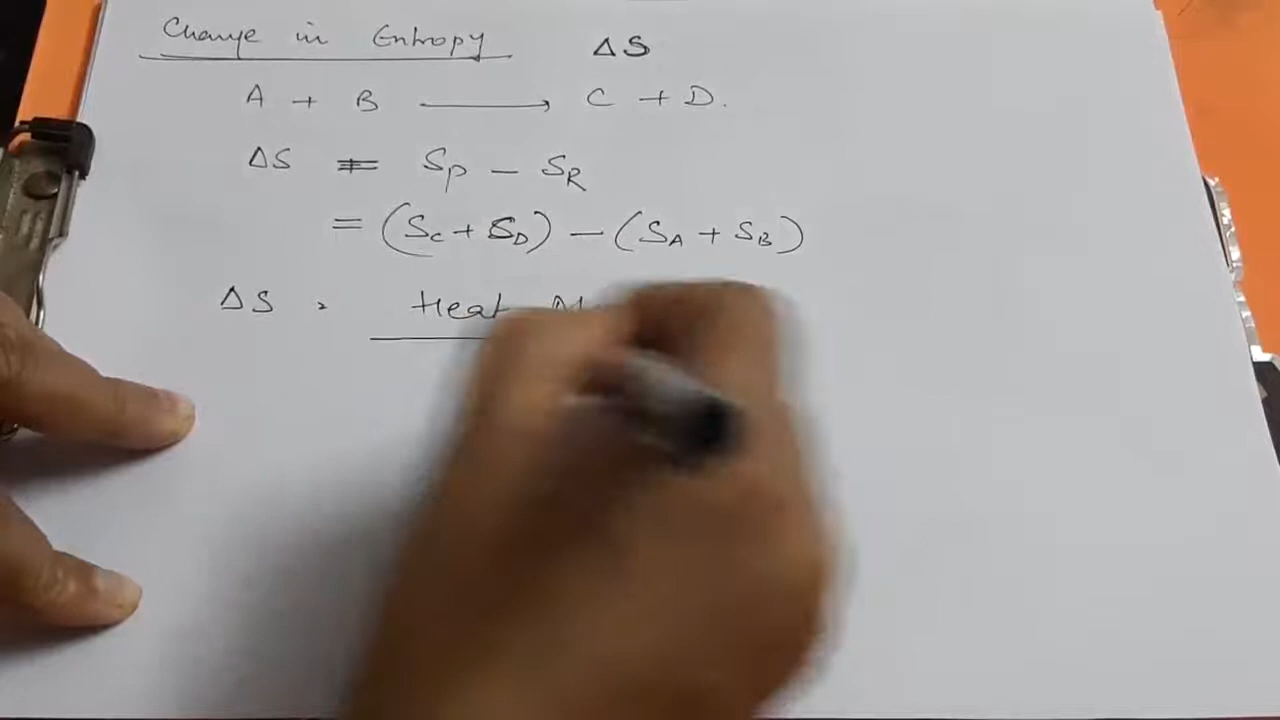 Change in Entropy ΔS
A + B ⟶ C + D.
ΔS = SP - SR
= (SC + SD) - (SA + SB)
ΔS = Heat